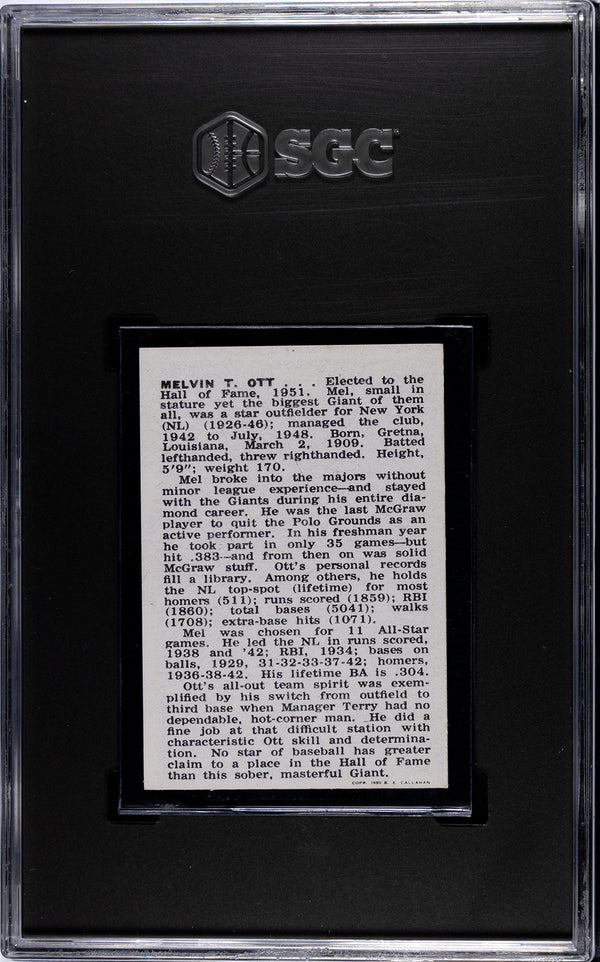 SGC
MELVIN T. OTT . . . Elected to the
Hall of Fame, 1951. Mel, small in
stature yet the biggest Giant of them
all, was a star outfielder for New York
(NL) (1926-46); managed the club,
1942 to July, 1948. Born, Gretna,
Louisiana, March 2, 1909. Batted
lefthanded, threw righthanded. Height,
5'9"; weight 170.
Mel broke into the majors without
minor league experience—and stayed
with the Giants during his entire dia-
mond career. He was the last McGraw
player to quit the Polo Grounds as an
active performer. In his freshman year
he took part in only 35 games—but
hit .383—and from then on was solid
McGraw stuff. Ott's personal records
fill a library. Among others, he holds
the NL top-spot (lifetime) for most
homers (511); runs scored (1859); RBI
(1860); total bases (5041); walks
(1708); extra-base hits (1071).
Mel was chosen for 11 All-Star
games. He led the NL in runs scored,
1938 and '42; RBI, 1934; bases on
balls, 1929, 31-32-33-37-42; homers,
1936-38-42. His lifetime BA is .304.
Ott's all-out team spirit was exem-
plified by his switch from outfield to
third base when Manager Terry had no
dependable, hot-corner man. He did a
fine job at that difficult station with
characteristic Ott skill and determina-
tion. No star of baseball has greater
claim to a place in the Hall of Fame
than this sober, masterful Giant.
COPR. 1950 B. E. CALLAHAN